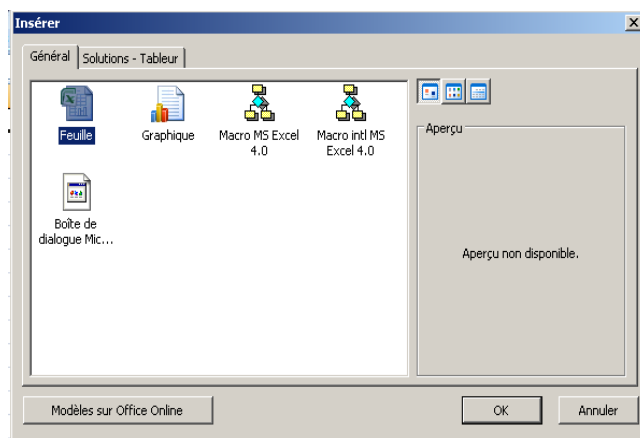 Insérer
Général
Solutions - Tableur
Feuille
Graphique
Macro MS Excel
4.0
Macro intl MS
Excel 4.0
Boîte de
dialogue Mic...
Aperçu
Aperçu non disponible.
Modèles sur Office Online
OK
Annuler